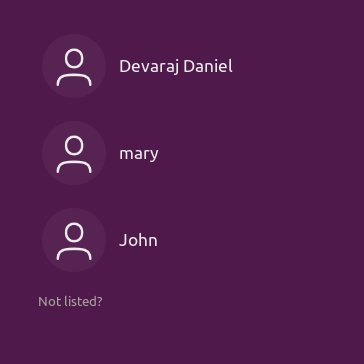 Devaraj Daniel
mary
John
Not listed?